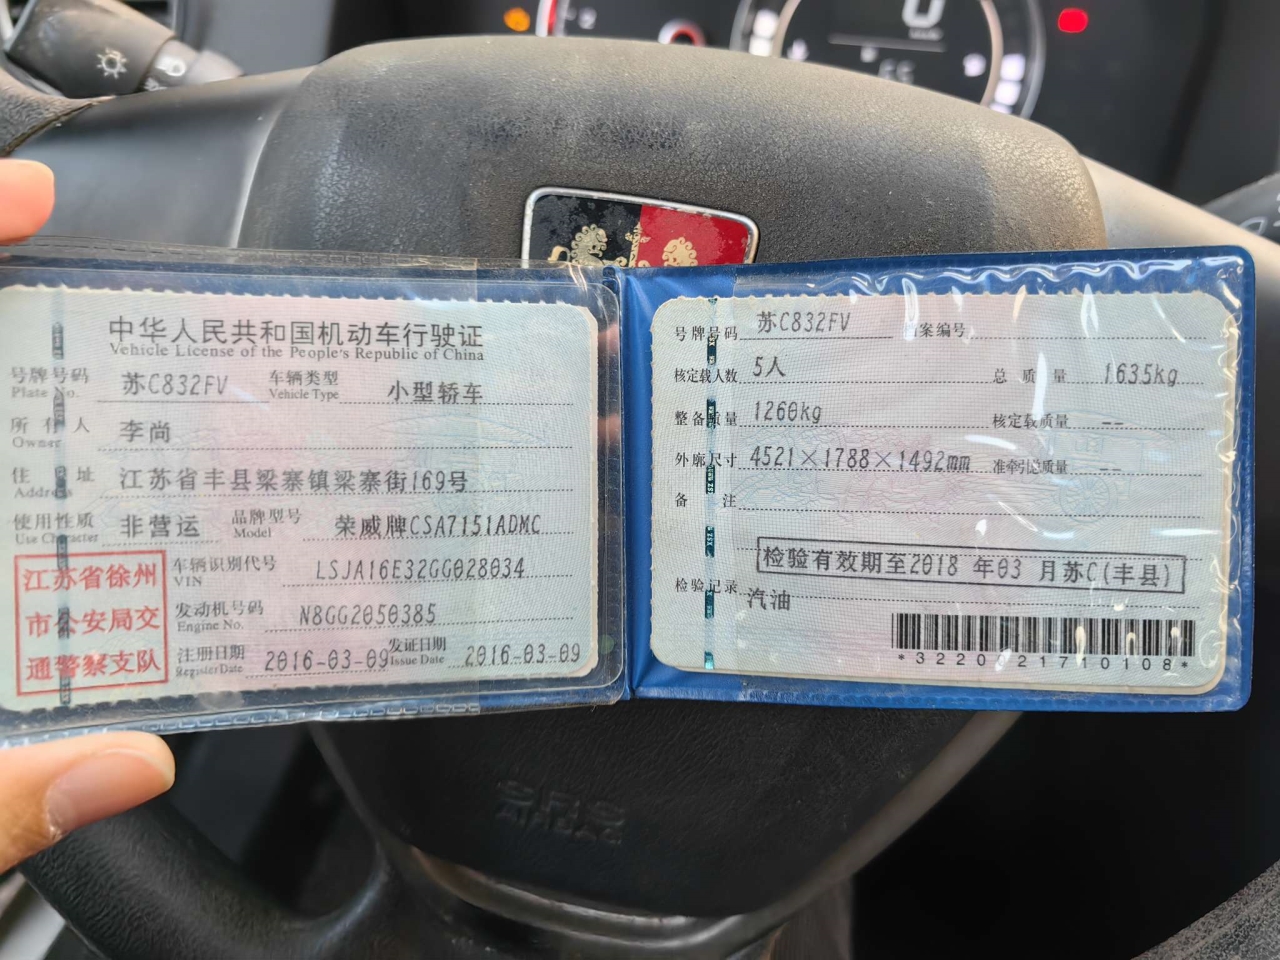 中华人民共和国机动车行驶证
Vehicle License of the People's Republic of China
号牌号码 苏C832FV 车辆类型 小型轿车
Plate No. Vehicle Type
所有人 李尚
Owner
住址 江苏省丰县梁寨镇梁寨街169号
Address
使用性质 非营运 品牌型号 荣威牌CSA7151ADMC
Use Character Model
江苏省徐州
市公安局交
通警察支队
车辆识别代号 LSJA16E32GG028034
VIN
发动机号码 N8GG2050385
Engine No.
注册日期 2016-03-09 发证日期 2016-03-09
Register Date Issue Date
号牌号码 苏C832FV 档案编号
核定载人数 5人 总质量 1635kg
整备质量 1260kg 核定载质量 --
外廓尺寸 4521×1788×1492mm 准牵引总质量 --
备注
检验有效期至2018年03月苏C(丰县)
检验记录
汽油
*3220021710108*
SRS
AIRBAG